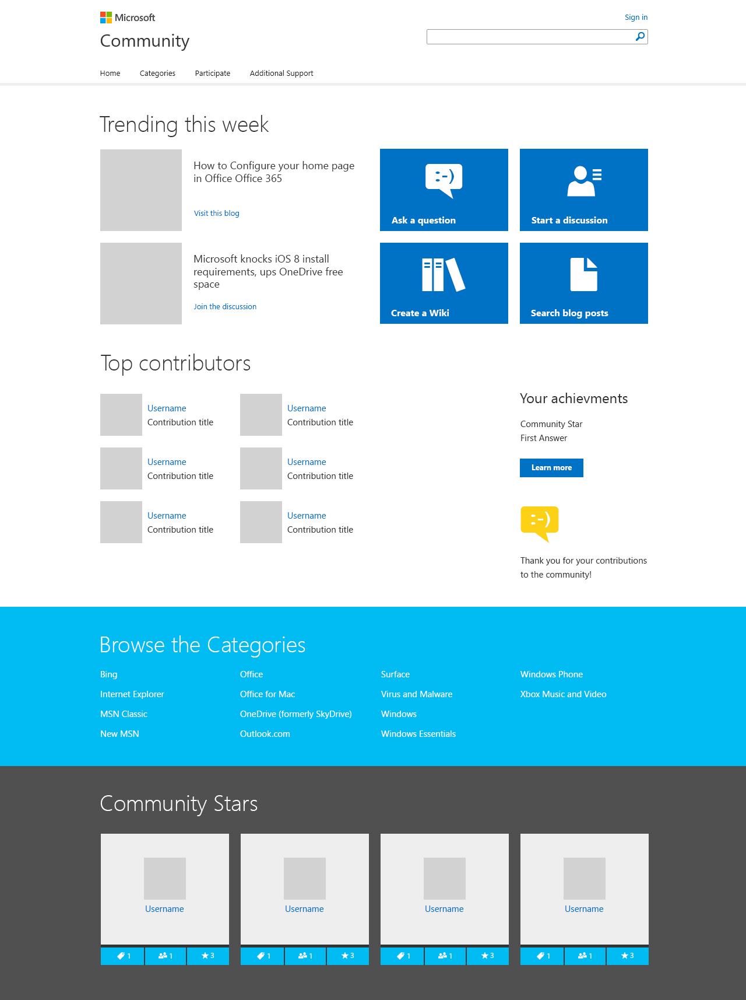 Microsoft
Sign in
Community
Home Categories Participate Additional Support
Trending this week
How to Configure your home page
in Office Office 365
Visit this blog
Microsoft knocks iOS 8 install
requirements, ups OneDrive free
space
Join the discussion
:-)
Ask a question
Start a discussion
Create a Wiki
Search blog posts
Top contributors
Username
Contribution title
Username
Contribution title
Username
Contribution title
Username
Contribution title
Username
Contribution title
Username
Contribution title
Your achievments
Community Star
First Answer
Learn more
:-)
Thank you for your contributions
to the community!
Browse the Categories
Bing
Internet Explorer
MSN Classic
New MSN
Office
Office for Mac
OneDrive (formerly SkyDrive)
Outlook.com
Surface
Virus and Malware
Windows
Windows Essentials
Windows Phone
Xbox Music and Video
Community Stars
Username
1 1 3
Username
1 1 3
Username
1 1 3
Username
1 1 3